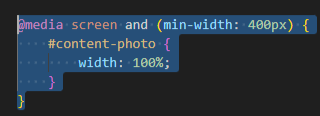 @media screen and (min-width: 400px) {
    #content-photo {
        width: 100%;
    }
}